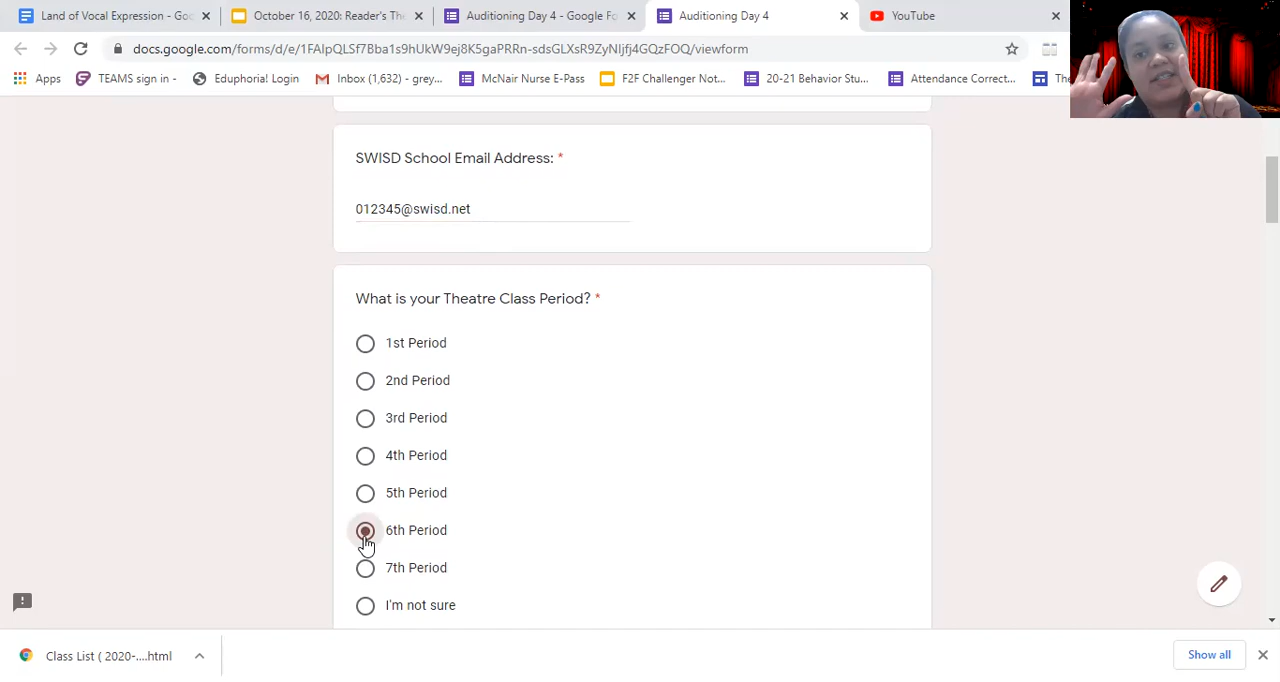 Land of Vocal Expression - Goo
October 16, 2020: Reader's The
Auditioning Day 4 - Google Fo
Auditioning Day 4
YouTube
docs.google.com/forms/d/e/1FAIpQLSf7Bba1s9hUkW9ej8K5gaPRRn-sdsGLXsR9ZyNljfj4GQzFOQ/viewform
Apps
TEAMS sign in -
Eduphoria! Login
Inbox (1,632) - grey...
McNair Nurse E-Pass
F2F Challenger Not...
20-21 Behavior Stu...
Attendance Correct...
The
SWISD School Email Address: *
012345@swisd.net
What is your Theatre Class Period? *
1st Period
2nd Period
3rd Period
4th Period
5th Period
6th Period
7th Period
I'm not sure
Class List ( 2020-....html
Show all